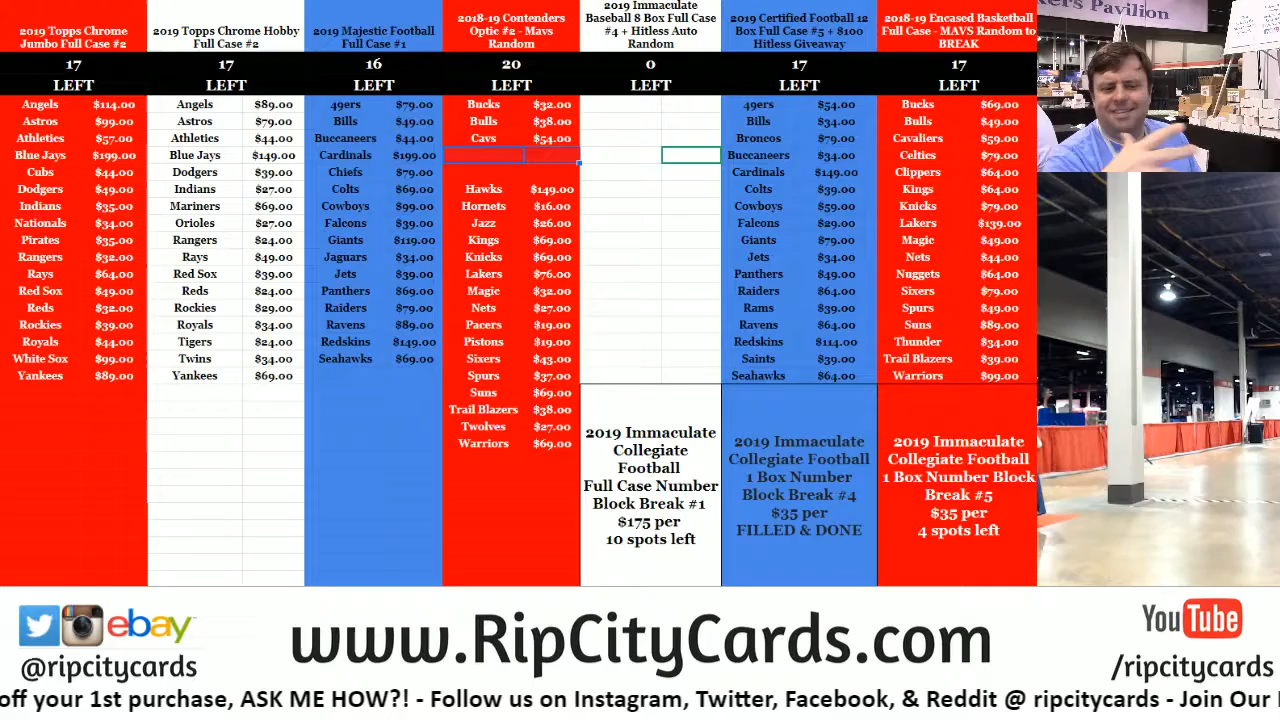 2019 Topps Chrome
Jumbo Full Case #2
17
LEFT
Angels $114.00
Astros $99.00
Athletics $57.00
Blue Jays $199.00
Cubs $44.00
Dodgers $49.00
Indians $35.00
Nationals $34.00
Pirates $35.00
Rangers $32.00
Rays $64.00
Red Sox $49.00
Reds $32.00
Rockies $39.00
Royals $44.00
White Sox $99.00
Yankees $89.00
2019 Topps Chrome Hobby
Full Case #2
17
LEFT
Angels $89.00
Astros $79.00
Athletics $44.00
Blue Jays $149.00
Dodgers $39.00
Indians $27.00
Mariners $69.00
Orioles $27.00
Rangers $24.00
Rays $49.00
Red Sox $39.00
Reds $24.00
Rockies $29.00
Royals $34.00
Tigers $24.00
Twins $34.00
Yankees $69.00
2019 Majestic Football
Full Case #1
16
LEFT
49ers $79.00
Bills $49.00
Buccaneers $44.00
Cardinals $199.00
Chiefs $79.00
Colts $69.00
Cowboys $99.00
Falcons $39.00
Giants $119.00
Jaguars $34.00
Jets $39.00
Panthers $69.00
Raiders $79.00
Ravens $89.00
Redskins $149.00
Seahawks $69.00
2018-19 Contenders
Optic #2 - Mavs
Random
20
LEFT
Bucks $32.00
Bulls $38.00
Cavs $54.00
Hawks $149.00
Hornets $16.00
Jazz $26.00
Kings $69.00
Knicks $69.00
Lakers $76.00
Magic $32.00
Nets $27.00
Pacers $19.00
Pistons $19.00
Sixers $43.00
Spurs $37.00
Suns $69.00
Trail Blazers $38.00
Twolves $27.00
Warriors $69.00
2019 Immaculate
Baseball 8 Box Full Case
#4 + Hitless Auto
Random
0
LEFT
2019 Immaculate
Collegiate
Football
Full Case Number
Block Break #1
$175 per
10 spots left
2019 Certified Football 12
Box Full Case #5 + $100
Hitless Giveaway
17
LEFT
49ers $54.00
Bills $34.00
Broncos $79.00
Buccaneers $34.00
Cardinals $149.00
Colts $39.00
Cowboys $59.00
Falcons $29.00
Giants $79.00
Jets $34.00
Panthers $49.00
Raiders $64.00
Rams $39.00
Ravens $64.00
Redskins $114.00
Saints $39.00
Seahawks $64.00
2019 Immaculate
Collegiate Football
1 Box Number
Block Break #4
$35 per
FILLED & DONE
2018-19 Encased Basketball
Full Case - MAVS Random to
BREAK
17
LEFT
Bucks $69.00
Bulls $49.00
Cavaliers $59.00
Celtics $79.00
Clippers $64.00
Kings $64.00
Knicks $79.00
Lakers $139.00
Magic $49.00
Nets $44.00
Nuggets $64.00
Sixers $79.00
Spurs $49.00
Suns $89.00
Thunder $34.00
Trail Blazers $39.00
Warriors $99.00
2019 Immaculate
Collegiate Football
1 Box Number Block
Break #5
$35 per
4 spots left
kers Pavilion
ebay
@ripcitycards
www.RipCityCards.com
YouTube
/ripcitycards
off your 1st purchase, ASK ME HOW?! - Follow us on Instagram, Twitter, Facebook, & Reddit @ ripcitycards - Join Our